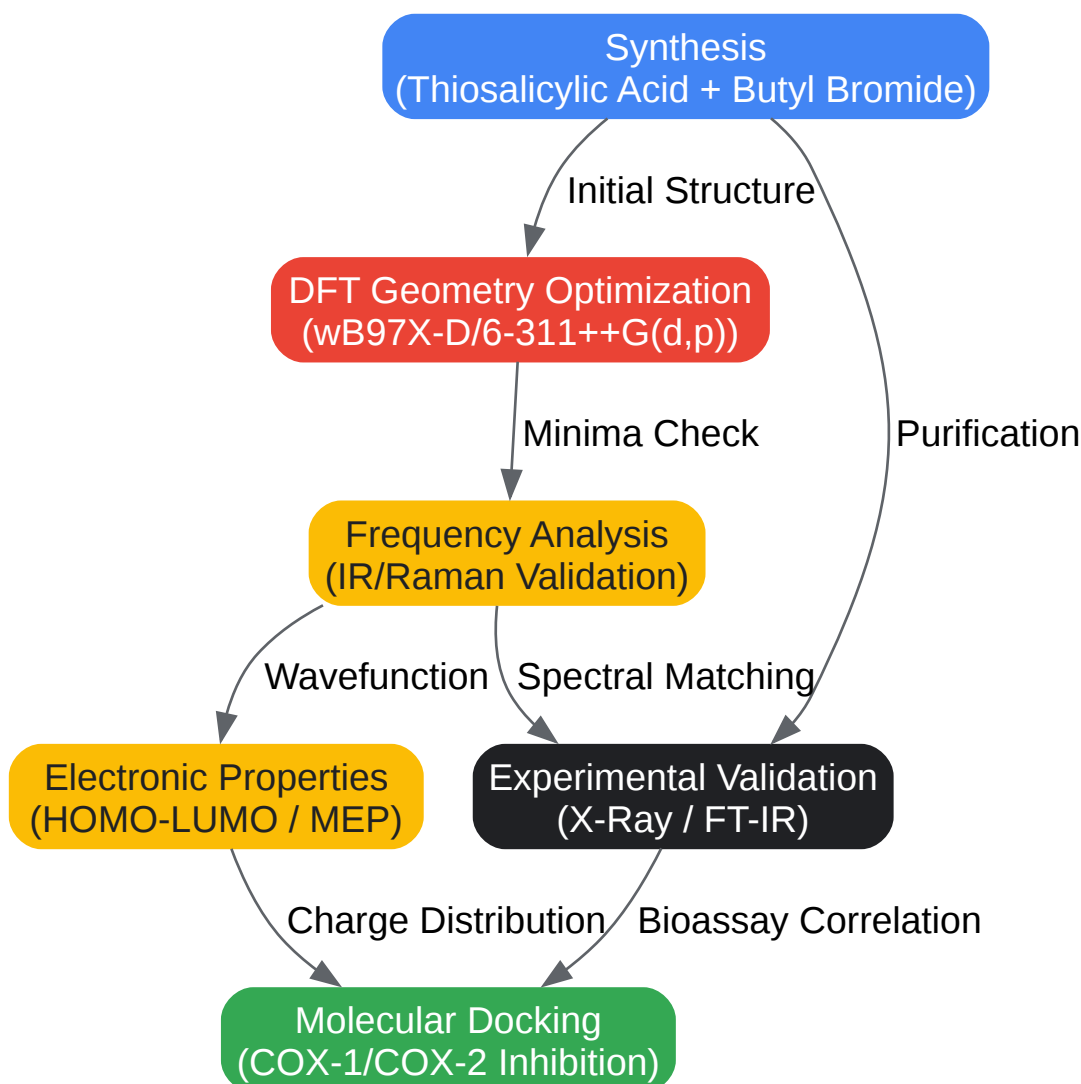 Synthesis
(Thiosalicylic Acid + Butyl Bromide)
Initial Structure
DFT Geometry Optimization
(wB97X-D/6-311++G(d,p))
Minima Check
Purification
Frequency Analysis
(IR/Raman Validation)
Wavefunction
Spectral Matching
Electronic Properties
(HOMO-LUMO / MEP)
Experimental Validation
(X-Ray / FT-IR)
Charge Distribution
Bioassay Correlation
Molecular Docking
(COX-1/COX-2 Inhibition)